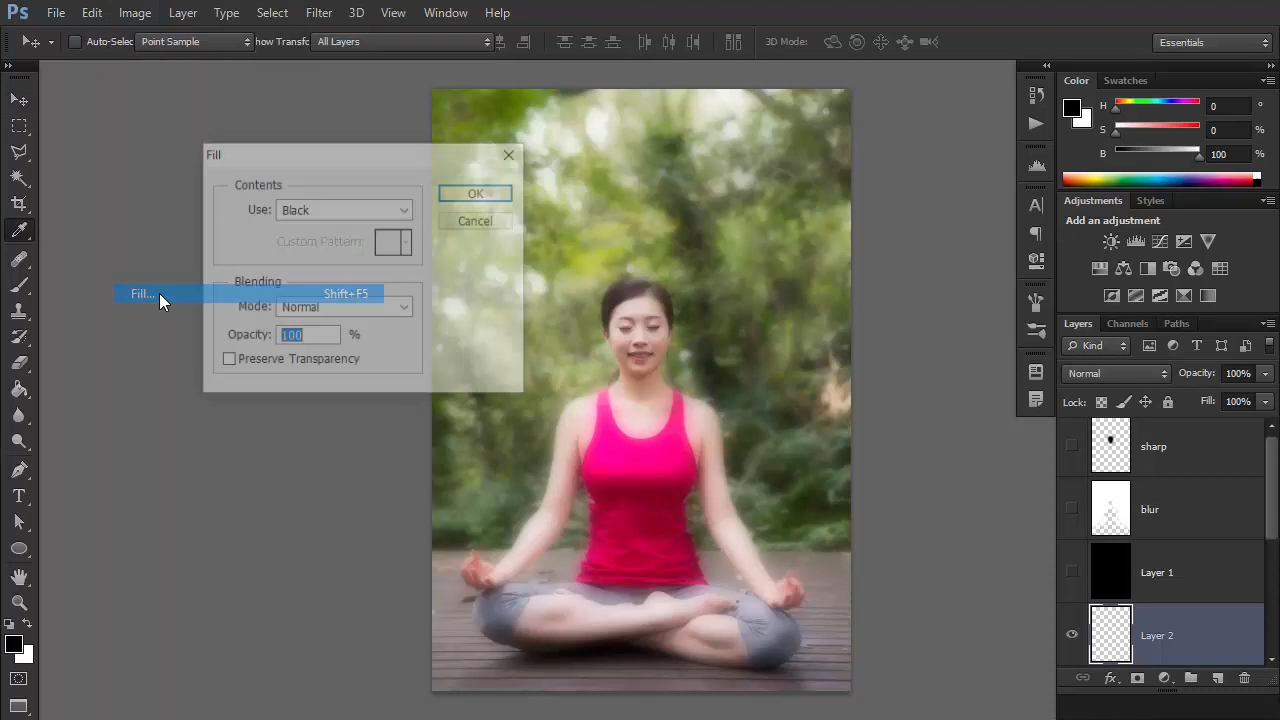 Ps File Edit Image Layer Type Select Filter 3D View Window Help
Auto-Selec Point Sample how Transfc All Layers 3D Mode: Essentials
Color Swatches
H 0 °
S 0 %
B 100 %
Adjustments Styles
Add an adjustment
Layers Channels Paths
Kind
Normal Opacity: 100%
Lock: Fill: 100%
sharp
blur
Layer 1
Layer 2
Fill
Contents
Use: Black
Custom Pattern:
OK
Cancel
Blending
Fill... Shift+F5
Mode: Normal
Opacity: 100 %
Preserve Transparency